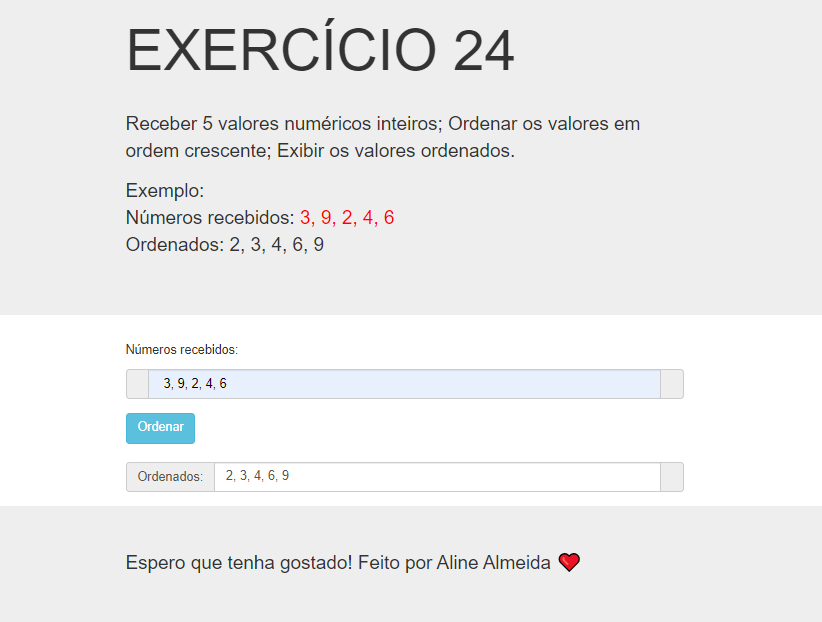 EXERCÍCIO 24
Receber 5 valores numéricos inteiros; Ordenar os valores em
ordem crescente; Exibir os valores ordenados.
Exemplo:
Números recebidos: 3, 9, 2, 4, 6
Ordenados: 2, 3, 4, 6, 9
Números recebidos:
3, 9, 2, 4, 6
Ordenar
Ordenados: 2, 3, 4, 6, 9
Espero que tenha gostado! Feito por Aline Almeida ❤️